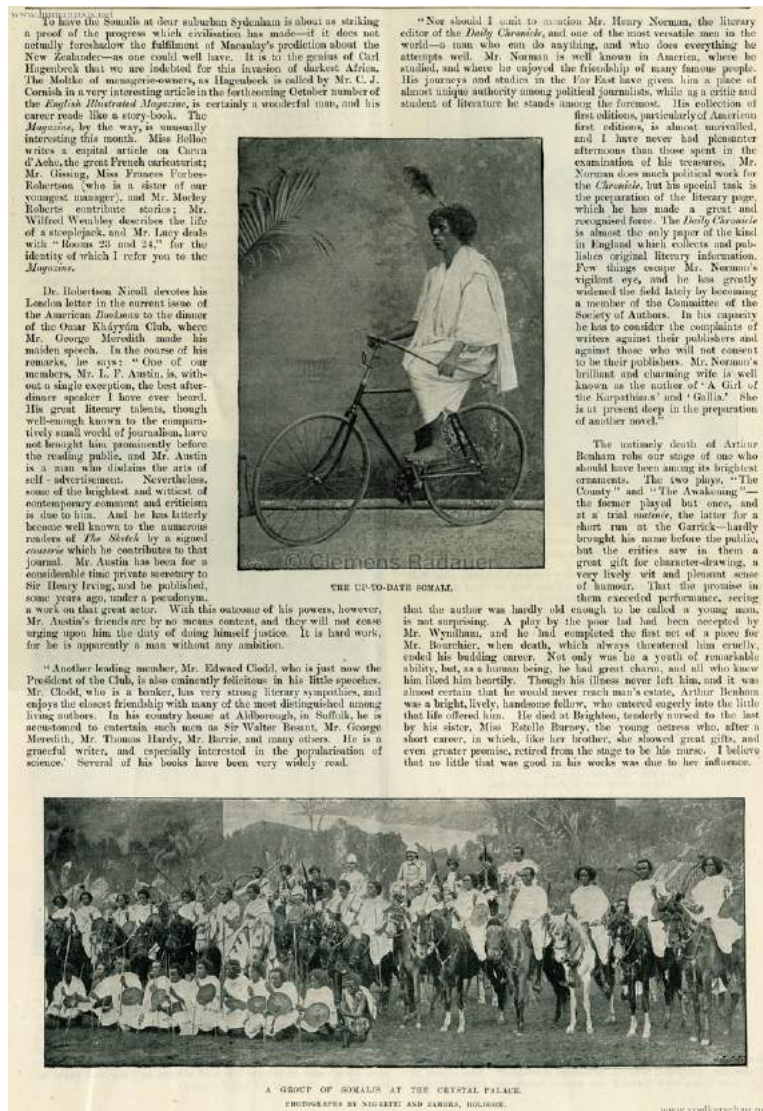 www.humanzoos.net
To have the Somalis at dear suburban Sydenham is about as striking
a proof of the progress which civilisation has made—if it does not
actually foreshadow the fulfilment of Macaulay's prediction about the
New Zealander—as one could well have. It is to the genius of Carl
Hagenbeck that we are indebted for this invasion of darkest Africa.
The Moltke of menagerie-owners, as Hagenbeck is called by Mr. C. J.
Cornish in a very interesting article in the forthcoming October number of
the English Illustrated Magazine, is certainly a wonderful man, and his
career reads like a story-book. The
Magazine, by the way, is unusually
interesting this month. Miss Belloc
writes a capital article on Caran
d'Ache, the great French caricaturist;
Mr. Gissing, Miss Frances Forbes-
Robertson (who is a sister of our
youngest manager), and Mr. Morley
Roberts contribute stories; Mr.
Wilfred Wembley describes the life
of a steeplejack, and Mr. Lucy deals
with "Rooms 23 and 24," for the
identity of which I refer you to the
Magazine.
Dr. Robertson Nicoll devotes his
London letter in the current issue of
the American Bookman to the dinner
of the Omar Kháyyám Club, where
Mr. George Meredith made his
maiden speech. In the course of his
remarks, he says: "One of our
members, Mr. L. F. Austin, is, with-
out a single exception, the best after-
dinner speaker I have ever heard.
His great literary talents, though
well-enough known to the compara-
tively small world of journalism, have
not brought him prominently before
the reading public, and Mr. Austin
is a man who disdains the arts of
self-advertisement. Nevertheless,
some of the brightest and wittiest of
contemporary comment and criticism
is due to him. And he has latterly
become well known to the numerous
readers of The Sketch by a signed
causerie which he contributes to that
journal. Mr. Austin has been for a
considerable time private secretary to
Sir Henry Irving, and he published,
some years ago, under a pseudonym,
a work on that great actor. With this outcome of his powers, however,
Mr. Austin's friends are by no means content, and they will not cease
urging upon him the duty of doing himself justice. It is hard work,
for he is apparently a man without any ambition.
"Another leading member, Mr. Edward Clodd, who is just now the
President of the Club, is also eminently felicitous in his little speeches.
Mr. Clodd, who is a banker, has very strong literary sympathies, and
enjoys the closest friendship with many of the most distinguished among
living authors. In his country house at Aldborough, in Suffolk, he is
accustomed to entertain such men as Sir Walter Besant, Mr. George
Meredith, Mr. Thomas Hardy, Mr. Barrie, and many others. He is a
graceful writer, and especially interested in the popularisation of
science. Several of his books have been very widely read.
"Nor should I omit to mention Mr. Henry Norman, the literary
editor of the Daily Chronicle, and one of the most versatile men in the
world—a man who can do anything, and who does everything he
attempts well. Mr. Norman is well known in America, where he
studied, and where he enjoyed the friendship of many famous people.
His journeys and studies in the Far East have given him a place of
almost unique authority among political journalists, while as a critic and
student of literature he stands among the foremost. His collection of
first editions, particularly of American
first editions, is almost unrivalled,
and I have never had pleasanter
afternoons than those spent in the
examination of his treasures. Mr.
Norman does much political work for
the Chronicle, but his special task is
the preparation of the literary page,
which he has made a great and
recognised force. The Daily Chronicle
is almost the only paper of the kind
in England which collects and pub-
lishes original literary information.
Few things escape Mr. Norman's
vigilant eye, and he has greatly
widened the field lately by becoming
a member of the Committee of the
Society of Authors. In his capacity
he has to consider the complaints of
writers against their publishers and
against those who will not consent
to be their publishers. Mr. Norman's
brilliant and charming wife is well
known as the author of 'A Girl of
the Karpathians' and 'Gallia.' She
is at present deep in the preparation
of another novel."
The untimely death of Arthur
Benham robs our stage of one who
should have been among its brightest
ornaments. The two plays, "The
County" and "The Awakening"—
the former played but once, and
at a trial matinée, the latter for a
short run at the Garrick—hardly
brought his name before the public,
but the critics saw in them a
great gift for character-drawing, a
very lively wit and pleasant sense
of humour. That the promise in
them exceeded performance, seeing
that the author was hardly old enough to be called a young man,
is not surprising. A play by the poor lad had been accepted by
Mr. Wyndham, and he had completed the first act of a piece for
Mr. Bourchier, when death, which always threatened him cruelly,
ended his budding career. Not only was he a youth of remarkable
ability, but, as a human being, he had great charm, and all who knew
him liked him heartily. Though his illness never left him, and it was
almost certain that he would never reach man's estate, Arthur Benham
was a bright, lively, handsome fellow, who entered eagerly into the little
that life offered him. He died at Brighton, tenderly nursed to the last
by his sister, Miss Estelle Burney, the young actress who, after a
short career, in which, like her brother, she showed great gifts, and
even greater promise, retired from the stage to be his nurse. I believe
that no little that was good in his works was due to her influence.
© Clemens Radauer
THE UP-TO-DATE SOMALI.
A GROUP OF SOMALIS AT THE CRYSTAL PALACE.
PHOTOGRAPHS BY NEGRETTI AND ZAMBRA, HOLBORN.